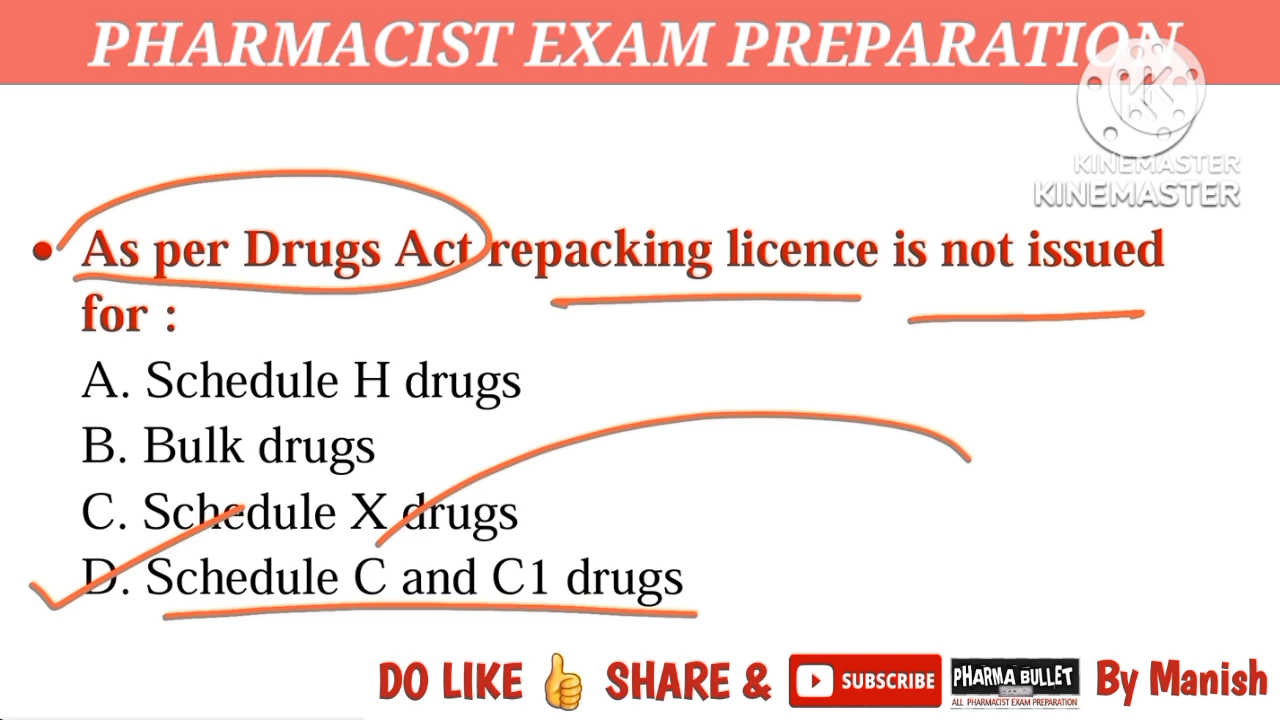 PHARMACIST EXAM PREPARATION
KINEMASTER
KINEMASTER
• As per Drugs Act repacking licence is not issued
for :
A. Schedule H drugs
B. Bulk drugs
C. Schedule X drugs
D. Schedule C and C1 drugs
DO LIKE 👍 SHARE & SUBSCRIBE PHARMA BULLET By Manish
ALL PHARMACIST EXAM PREPARATION